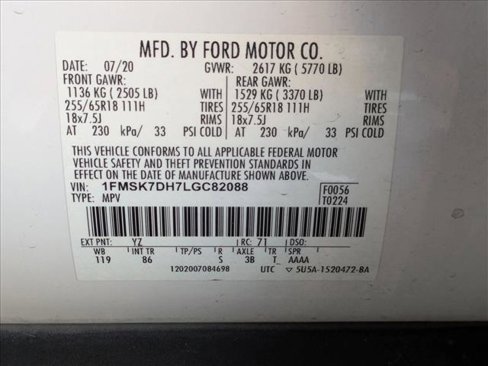 MFD. BY FORD MOTOR CO.
DATE: 07/20 GVWR: 2617 KG ( 5770 LB)
FRONT GAWR: REAR GAWR:
1136 KG ( 2505 LB) WITH 1529 KG ( 3370 LB) WITH
255/65R18 111H TIRES 255/65R18 111H TIRES
18x7.5J RIMS 18x7.5J RIMS
AT 230 kPa/ 33 PSI COLD AT 230 kPa/ 33 PSI COLD
THIS VEHICLE CONFORMS TO ALL APPLICABLE FEDERAL MOTOR
VEHICLE SAFETY, BUMPER, AND THEFT PREVENTION STANDARDS IN
EFFECT ON THE DATE OF MANUFACTURE SHOWN ABOVE.
VIN: 1FMSK7DH7LGC82088 F0056
TYPE: MPV T0224
EXT PNT: YZ RC: 71 DSO:
WB INT TR TP/PS R AXLE TR SPR
119 86 S 3B T AAAA
1202007084698 UTC 5U5A-1520472-BA